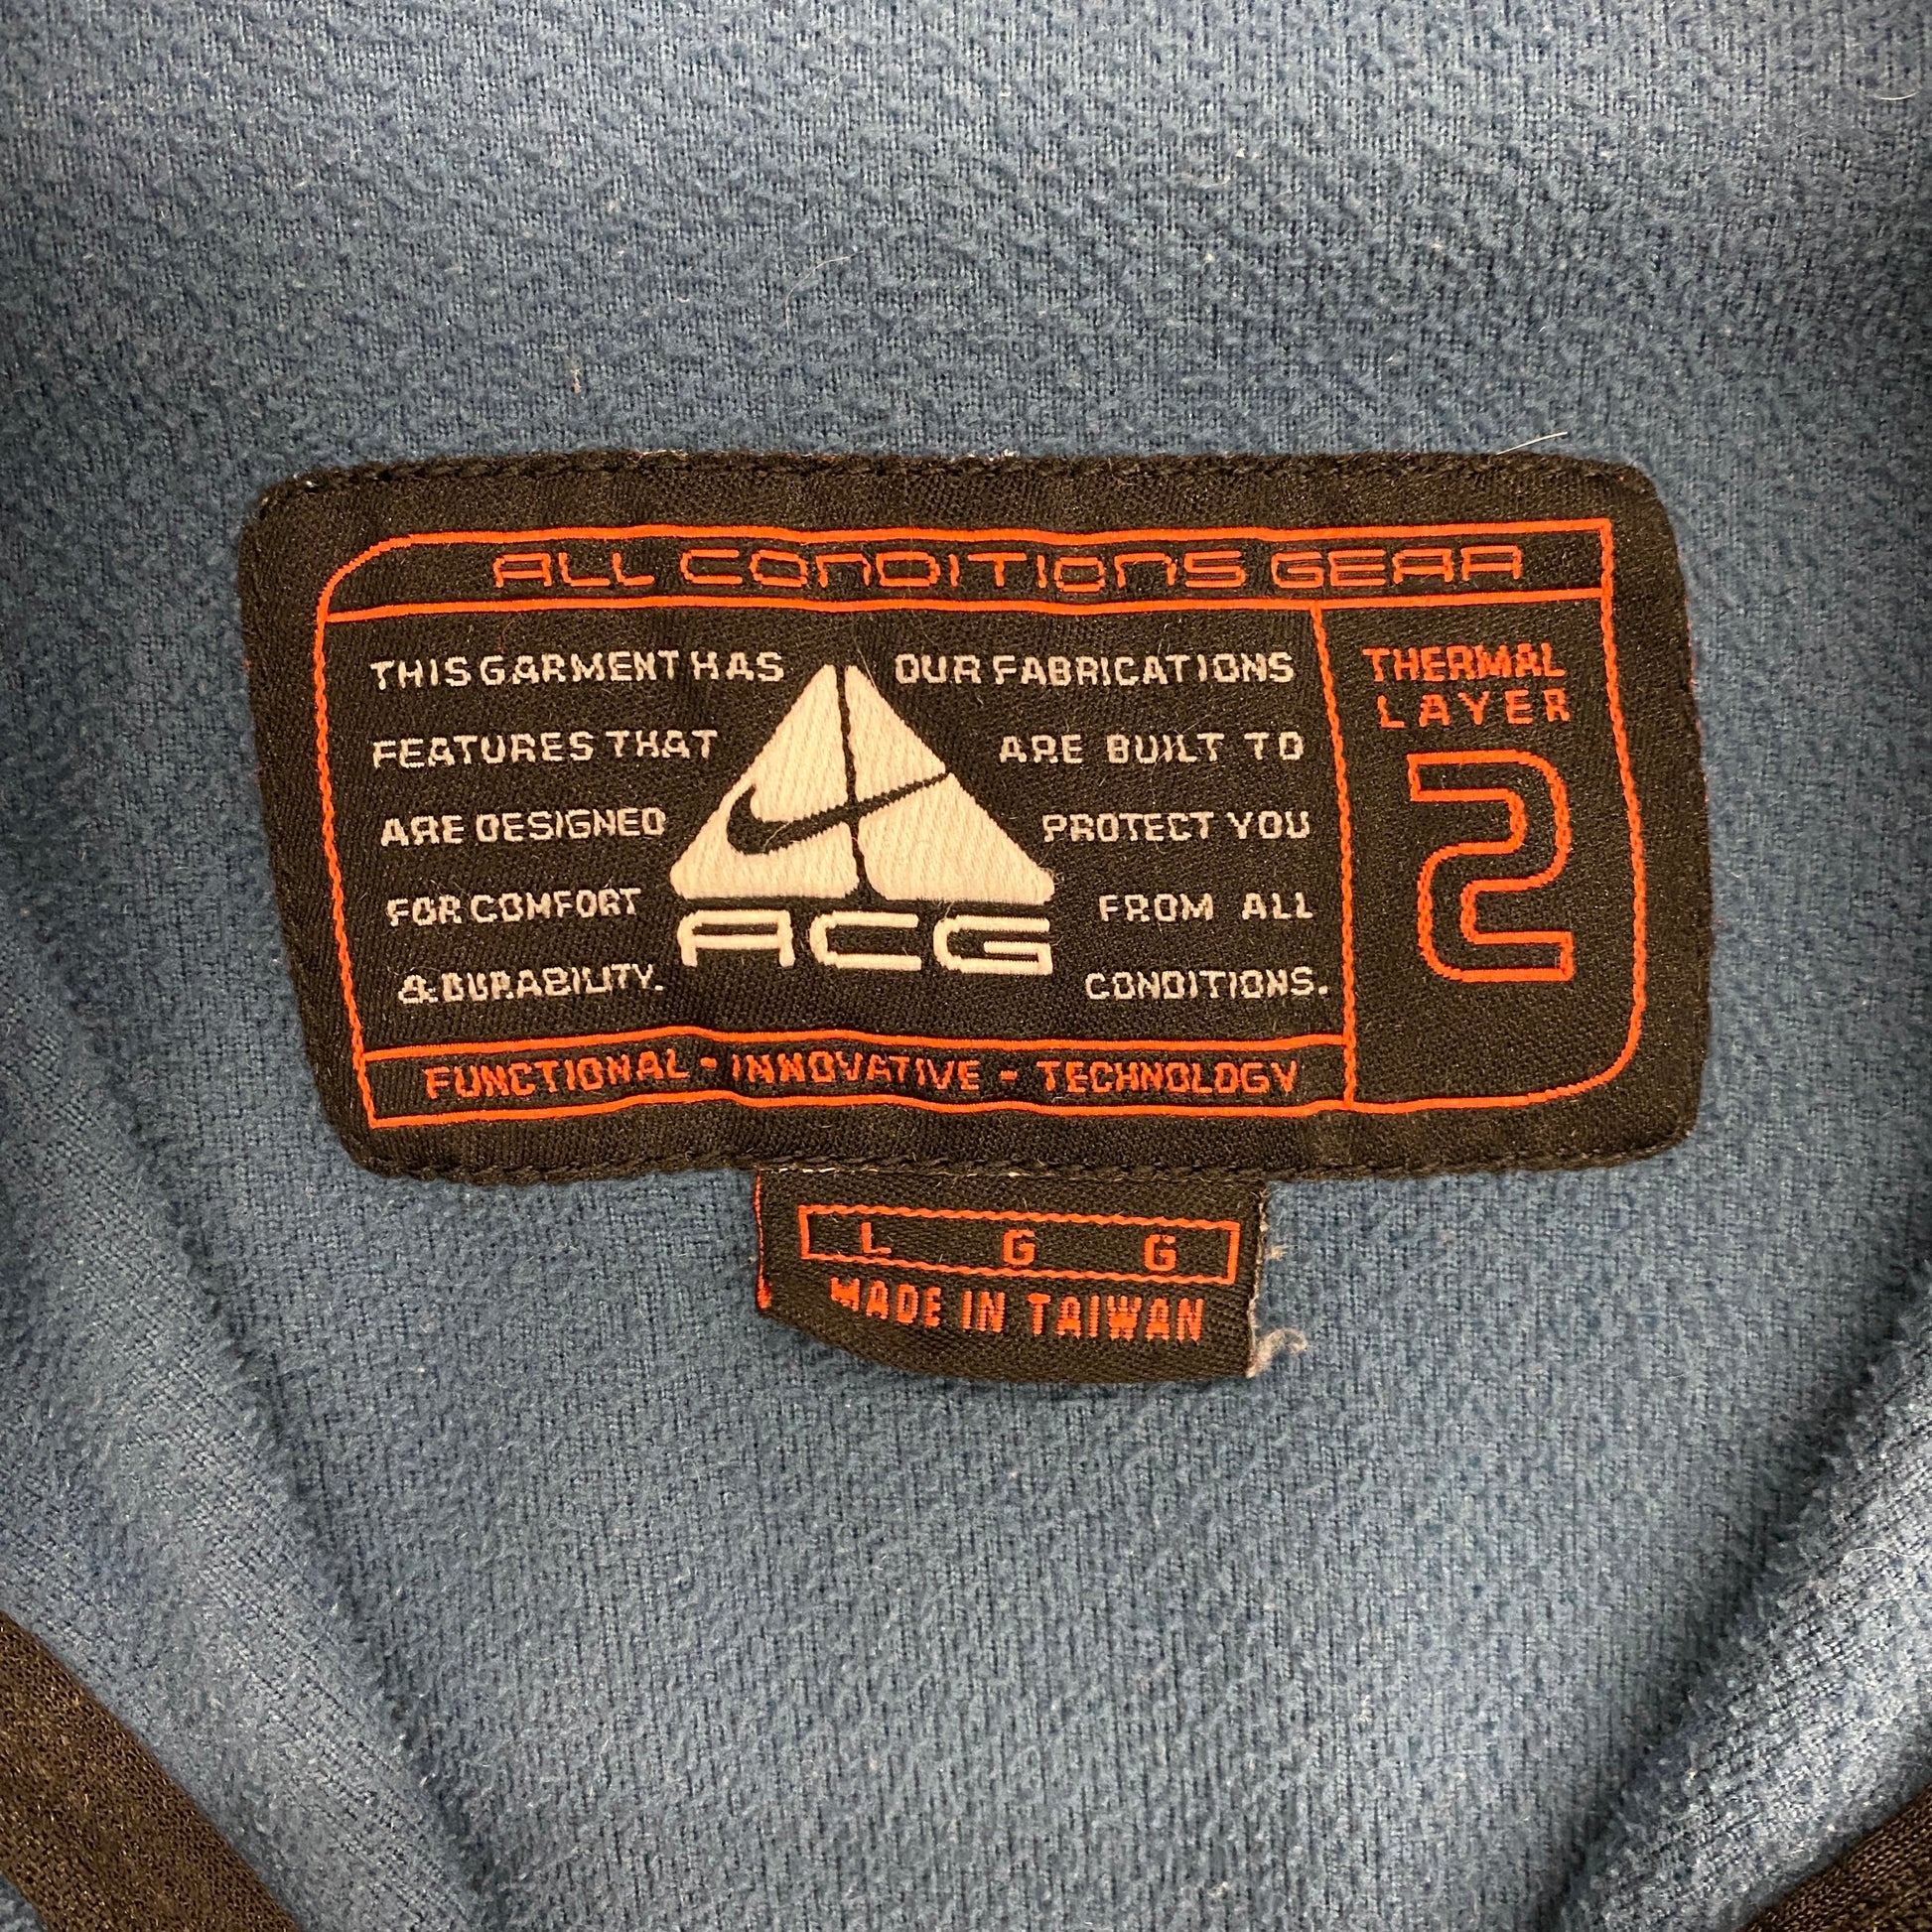 ALL CONDITIONS GEAR
THIS GARMENT HAS
FEATURES THAT
ARE DESIGNED
FOR COMFORT
& DURABILITY.
ACG
OUR FABRICATIONS
ARE BUILT TO
PROTECT YOU
FROM ALL
CONDITIONS.
THERMAL
LAYER
2
FUNCTIONAL - INNOVATIVE - TECHNOLOGY
L G G
MADE IN TAIWAN